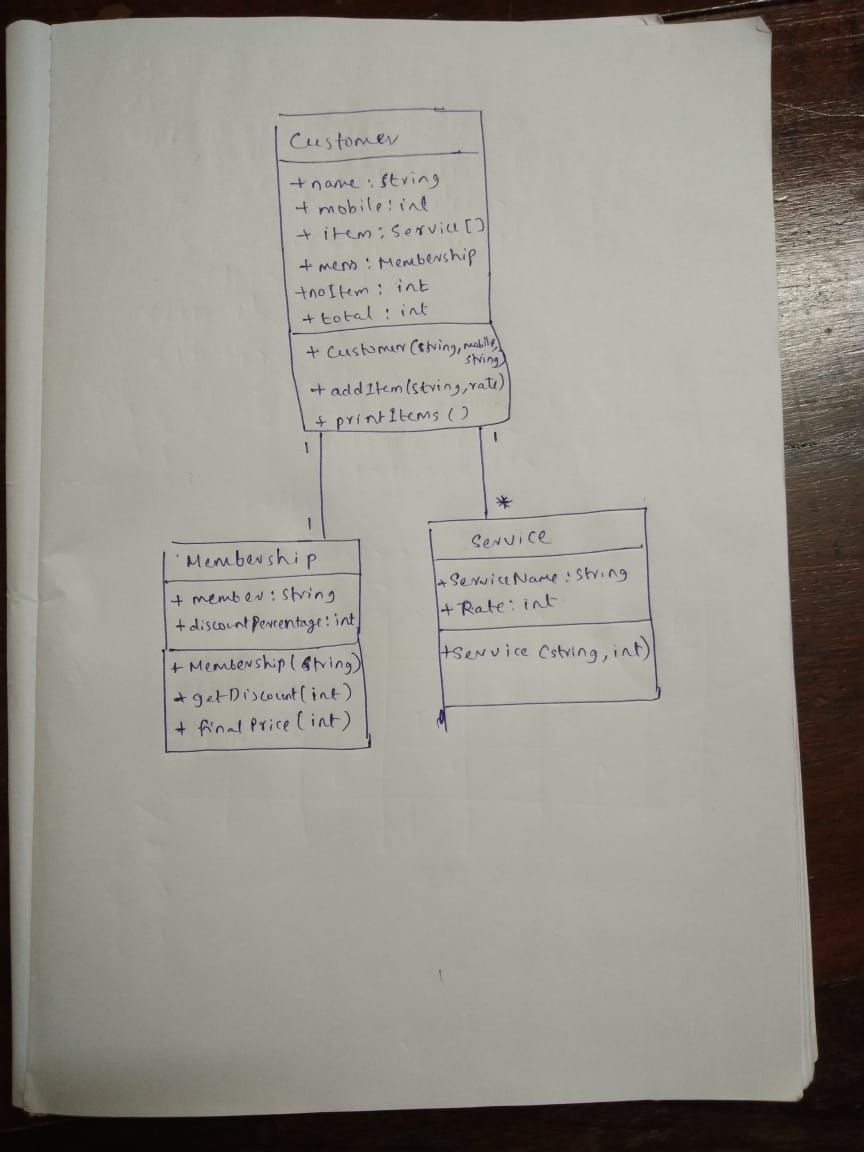 Customer
+ name : String
+ mobile : int
+ item : Service []
+ mem : Membership
+ noItem : int
+ total : int
+ Customer (string, mobile,
string)
+ addItem (string, rate)
+ printItems ()
1
1
1
*
Membership
+ member : String
+ discountPercentage : int
+ Membership (String)
+ getDiscount (int)
+ final Price (int)
Service
+ ServiceName : String
+ Rate : int
+ Service (string, int)